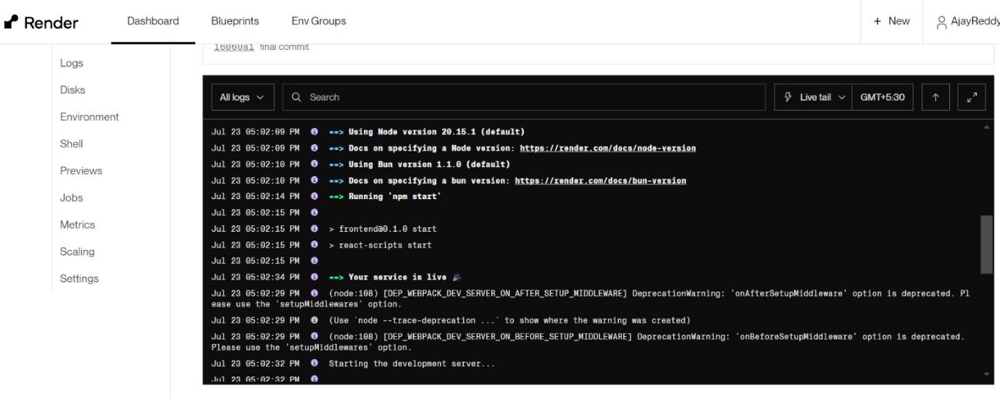 Render
Dashboard
Blueprints
Env Groups
+ New
AjayReddy
16060a1 final commit
Logs
Disks
Environment
Shell
Previews
Jobs
Metrics
Scaling
Settings
All logs
Search
Live tail
GMT+5:30
Jul 23 05:02:09 PM ==> Using Node version 20.15.1 (default)
Jul 23 05:02:09 PM ==> Docs on specifying a Node version: https://render.com/docs/node-version
Jul 23 05:02:10 PM ==> Using Bun version 1.1.0 (default)
Jul 23 05:02:10 PM ==> Docs on specifying a bun version: https://render.com/docs/bun-version
Jul 23 05:02:14 PM ==> Running 'npm start'
Jul 23 05:02:15 PM
Jul 23 05:02:15 PM > frontend@0.1.0 start
Jul 23 05:02:15 PM > react-scripts start
Jul 23 05:02:15 PM
Jul 23 05:02:34 PM ==> Your service is live 🎉
Jul 23 05:02:29 PM (node:108) [DEP_WEBPACK_DEV_SERVER_ON_AFTER_SETUP_MIDDLEWARE] DeprecationWarning: 'onAfterSetupMiddleware' option is deprecated. Pl
ease use the 'setupMiddlewares' option.
Jul 23 05:02:29 PM (Use `node --trace-deprecation ...` to show where the warning was created)
Jul 23 05:02:29 PM (node:108) [DEP_WEBPACK_DEV_SERVER_ON_BEFORE_SETUP_MIDDLEWARE] DeprecationWarning: 'onBeforeSetupMiddleware' option is deprecated.
Please use the 'setupMiddlewares' option.
Jul 23 05:02:32 PM Starting the development server...
Jul 23 05:02:32 PM